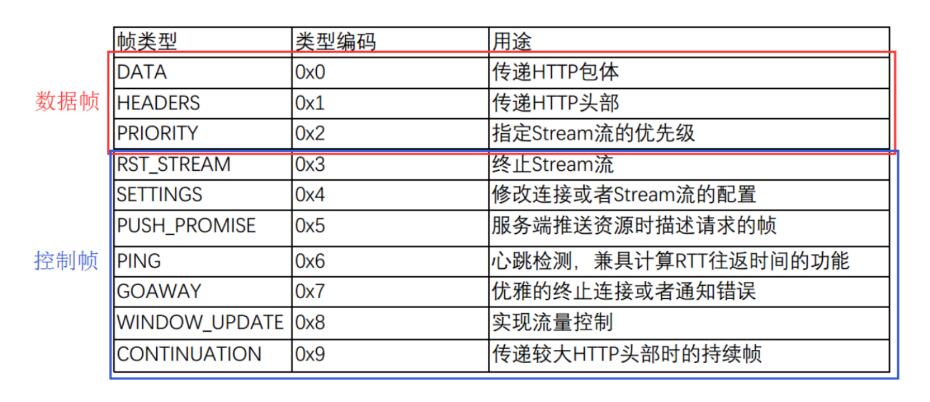 帧类型 类型编码 用途
DATA 0x0 传递HTTP包体
数据帧 HEADERS 0x1 传递HTTP头部
PRIORITY 0x2 指定Stream流的优先级
RST_STREAM 0x3 终止Stream流
SETTINGS 0x4 修改连接或者Stream流的配置
PUSH_PROMISE 0x5 服务端推送资源时描述请求的帧
控制帧 PING 0x6 心跳检测，兼具计算RTT往返时间的功能
GOAWAY 0x7 优雅的终止连接或者通知错误
WINDOW_UPDATE 0x8 实现流量控制
CONTINUATION 0x9 传递较大HTTP头部时的持续帧